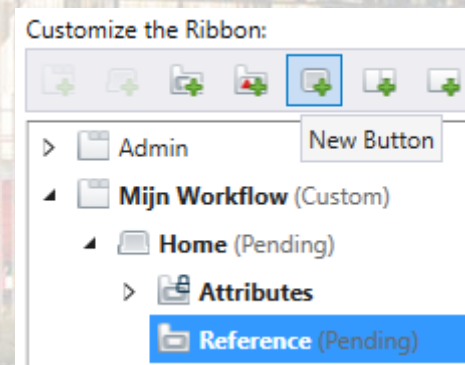 Customize the Ribbon:
New Button
Admin
Mijn Workflow (Custom)
Home (Pending)
Attributes
Reference (Pending)